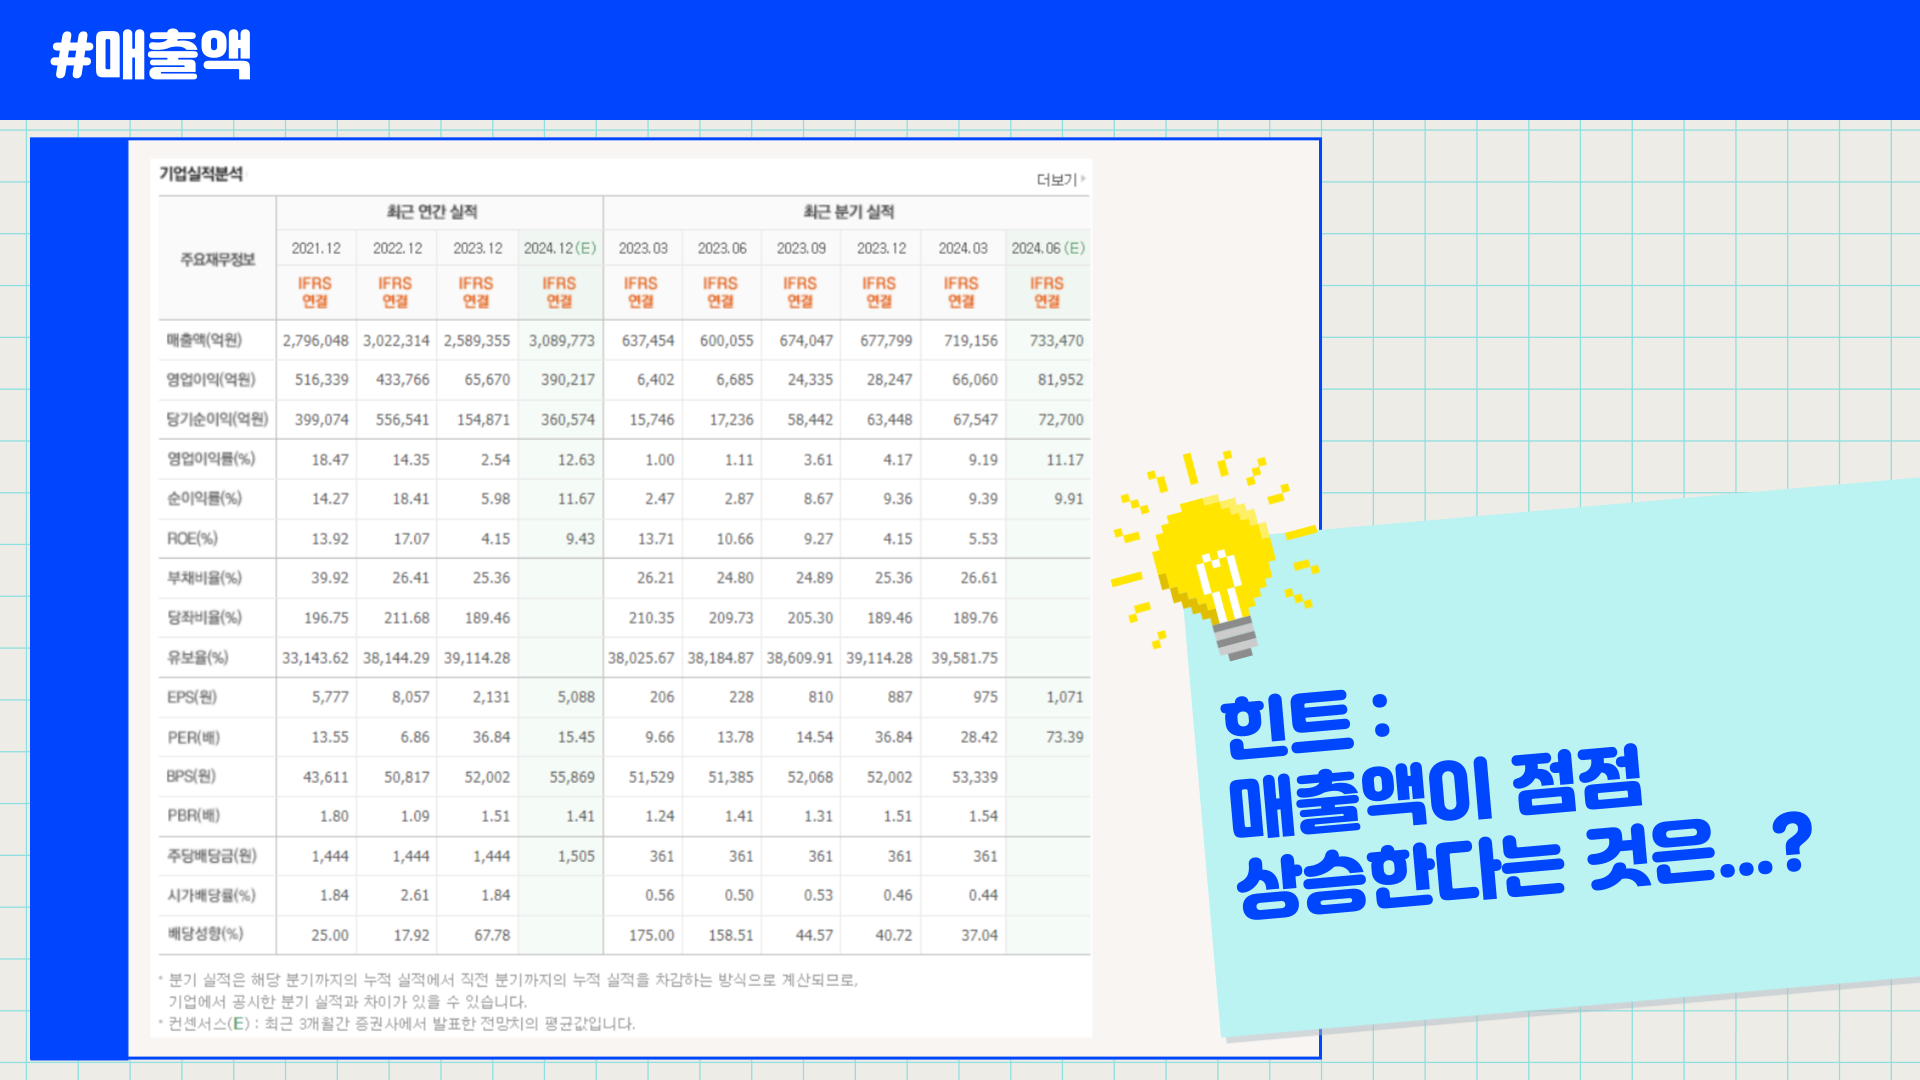 #매출액
기업실적분석
더보기
주요재무정보 최근 연간 실적 최근 분기 실적
2021.12 2022.12 2023.12 2024.12(E) 2023.03 2023.06 2023.09 2023.12 2024.03 2024.06(E)
IFRS IFRS IFRS IFRS IFRS IFRS IFRS IFRS IFRS IFRS
연결 연결 연결 연결 연결 연결 연결 연결 연결 연결
매출액(억원) 2,796,048 3,022,314 2,589,355 3,089,773 637,454 600,055 674,047 677,799 719,156 733,470
영업이익(억원) 516,339 433,766 65,670 390,217 6,402 6,685 24,335 28,247 66,060 81,952
당기순이익(억원) 399,074 556,541 154,871 360,574 15,746 17,236 58,442 63,448 67,547 72,700
영업이익률(%) 18.47 14.35 2.54 12.63 1.00 1.11 3.61 4.17 9.19 11.17
순이익률(%) 14.27 18.41 5.98 11.67 2.47 2.87 8.67 9.36 9.39 9.91
ROE(%) 13.92 17.07 4.15 9.43 13.71 10.66 9.27 4.15 5.53
부채비율(%) 39.92 26.41 25.36 26.21 24.80 24.89 25.36 26.61
당좌비율(%) 196.75 211.68 189.46 210.35 209.73 205.30 189.46 189.76
유보율(%) 33,143.62 38,144.29 39,114.28 38,025.67 38,184.87 38,609.91 39,114.28 39,581.75
EPS(원) 5,777 8,057 2,131 5,088 206 228 810 887 975 1,071
PER(배) 13.55 6.86 36.84 15.45 9.66 13.78 14.54 36.84 28.42 73.39
BPS(원) 43,611 50,817 52,002 55,869 51,529 51,385 52,068 52,002 53,339
PBR(배) 1.80 1.09 1.51 1.41 1.24 1.41 1.31 1.51 1.54
주당배당금(원) 1,444 1,444 1,444 1,505 361 361 361 361 361
시가배당률(%) 1.84 2.61 1.84 0.56 0.50 0.53 0.46 0.44
배당성향(%) 25.00 17.92 67.78 175.00 158.51 44.57 40.72 37.04
* 분기 실적은 해당 분기까지의 누적 실적에서 직전 분기까지의 누적 실적을 차감하는 방식으로 계산되므로,
기업에서 공시한 분기 실적과 차이가 있을 수 있습니다.
* 컨센서스(E) : 최근 3개월간 증권사에서 발표한 전망치의 평균값입니다.
힌트 :
매출액이 점점
상승한다는 것은...?